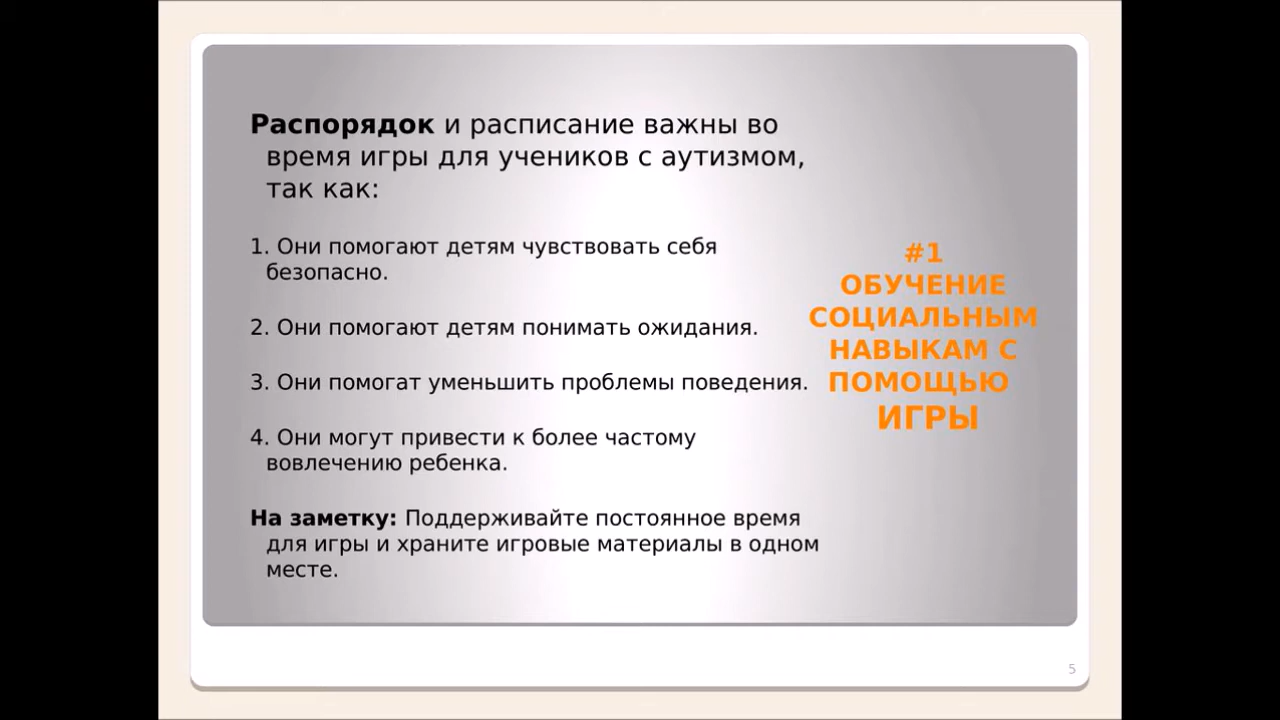 Распорядок и расписание важны во
время игры для учеников с аутизмом,
так как:
1. Они помогают детям чувствовать себя
безопасно.
2. Они помогают детям понимать ожидания.
3. Они помогат уменьшить проблемы поведения.
4. Они могут привести к более частому
вовлечению ребенка.
На заметку: Поддерживайте постоянное время
для игры и храните игровые материалы в одном
месте.
#1
ОБУЧЕНИЕ
СОЦИАЛЬНЫМ
НАВЫКАМ С
ПОМОЩЬЮ
ИГРЫ
5